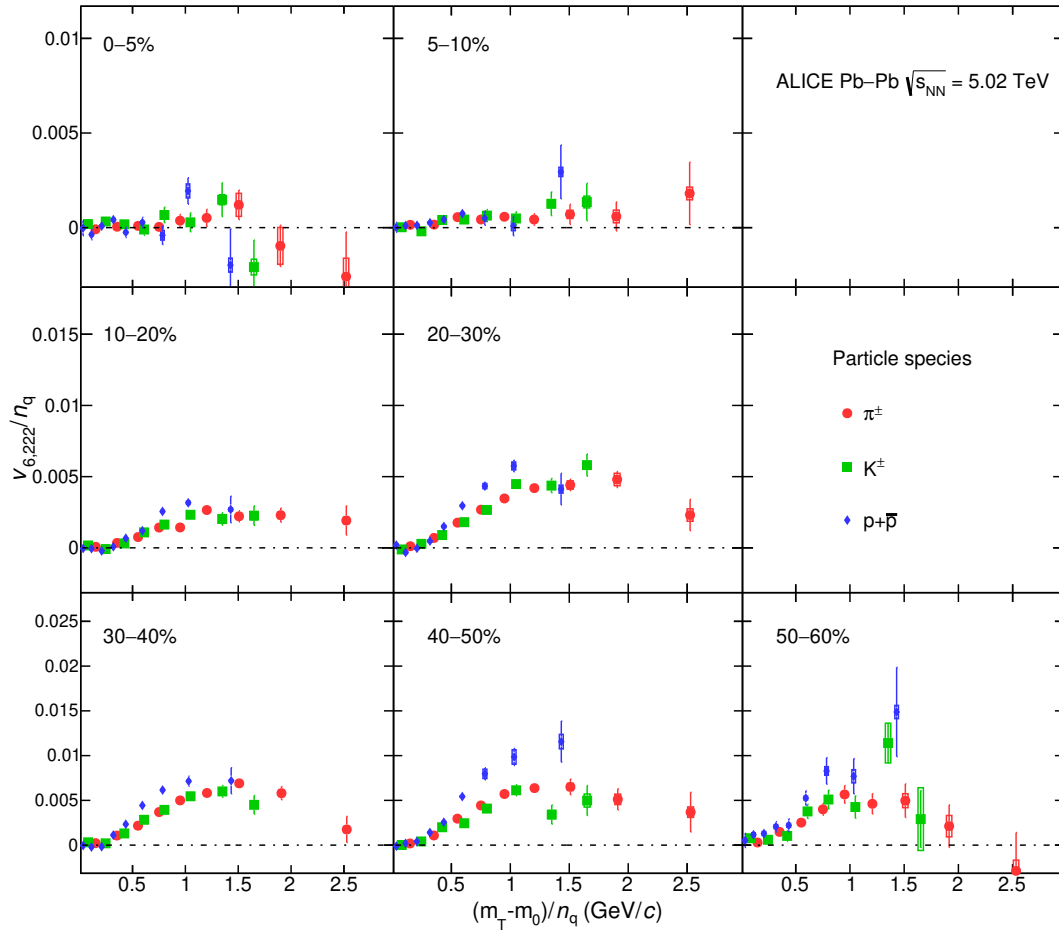 0.01
0–5%
5–10%
ALICE Pb–Pb √sNN = 5.02 TeV
0.005
0
0.015
10–20%
20–30%
Particle species
0.01
π±
0.005
K±
p+p̅
0
v6,222/nq
0.025
30–40%
40–50%
50–60%
0.02
0.015
0.01
0.005
0
0.5 1 1.5 2 2.5 0.5 1 1.5 2 2.5 0.5 1 1.5 2 2.5
(mT-m0)/nq (GeV/c)